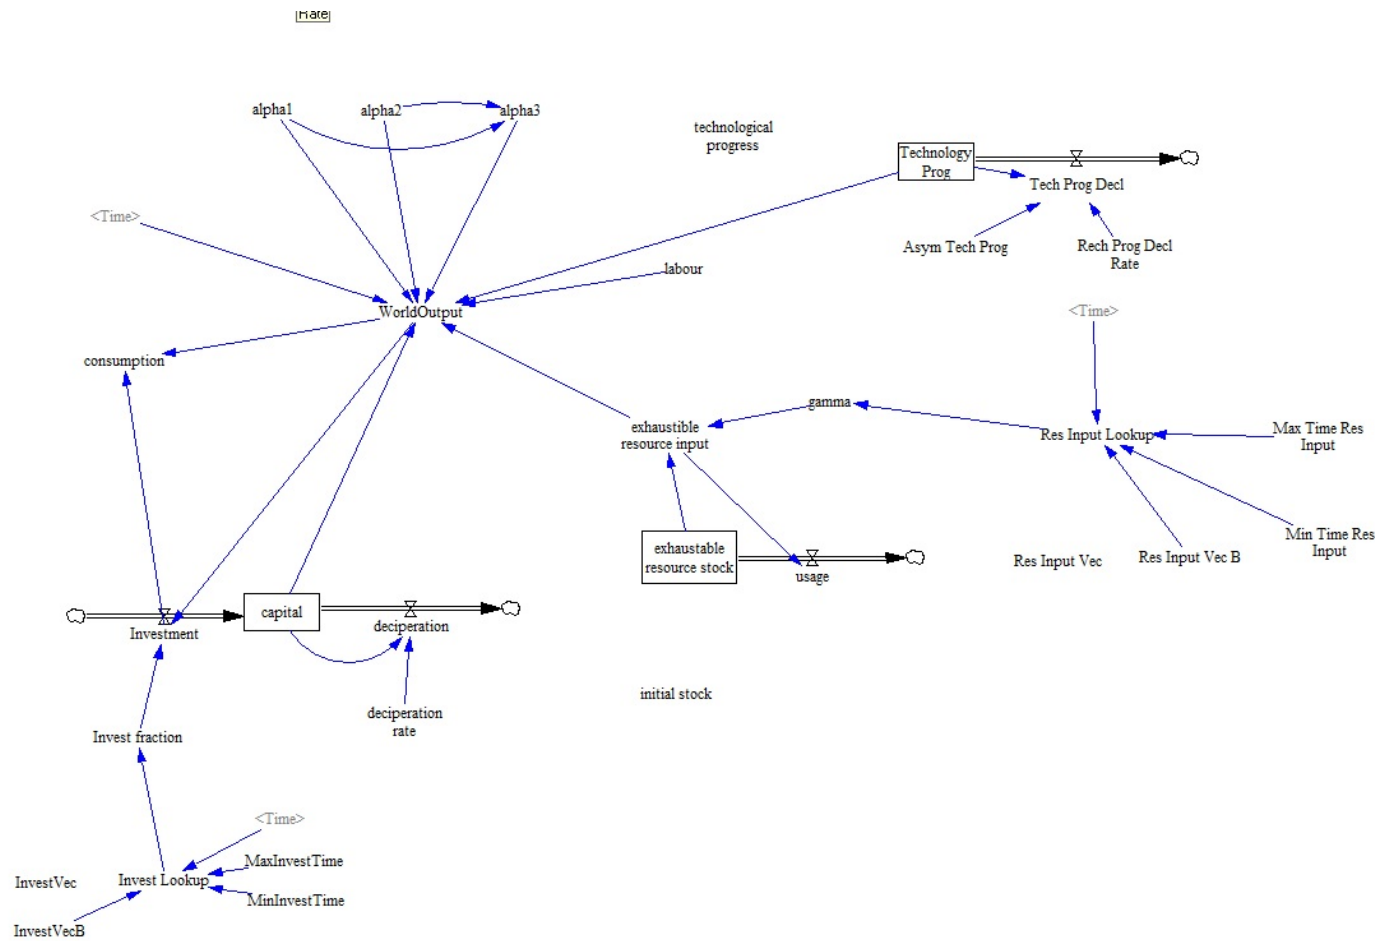 Rate
alpha1
alpha2
alpha3
technological
progress
Technology
Prog
Tech Prog Decl
<Time>
Asym Tech Prog
Rech Prog Decl
Rate
labour
WorldOutput
<Time>
consumption
gamma
exhaustible
resource input
Res Input Lookup
Max Time Res
Input
Min Time Res
Input
exhaustable
resource stock
usage
Res Input Vec
Res Input Vec B
capital
Investment
deciperation
initial stock
deciperation
rate
Invest fraction
<Time>
MaxInvestTime
Invest Lookup
InvestVec
MinInvestTime
InvestVecB